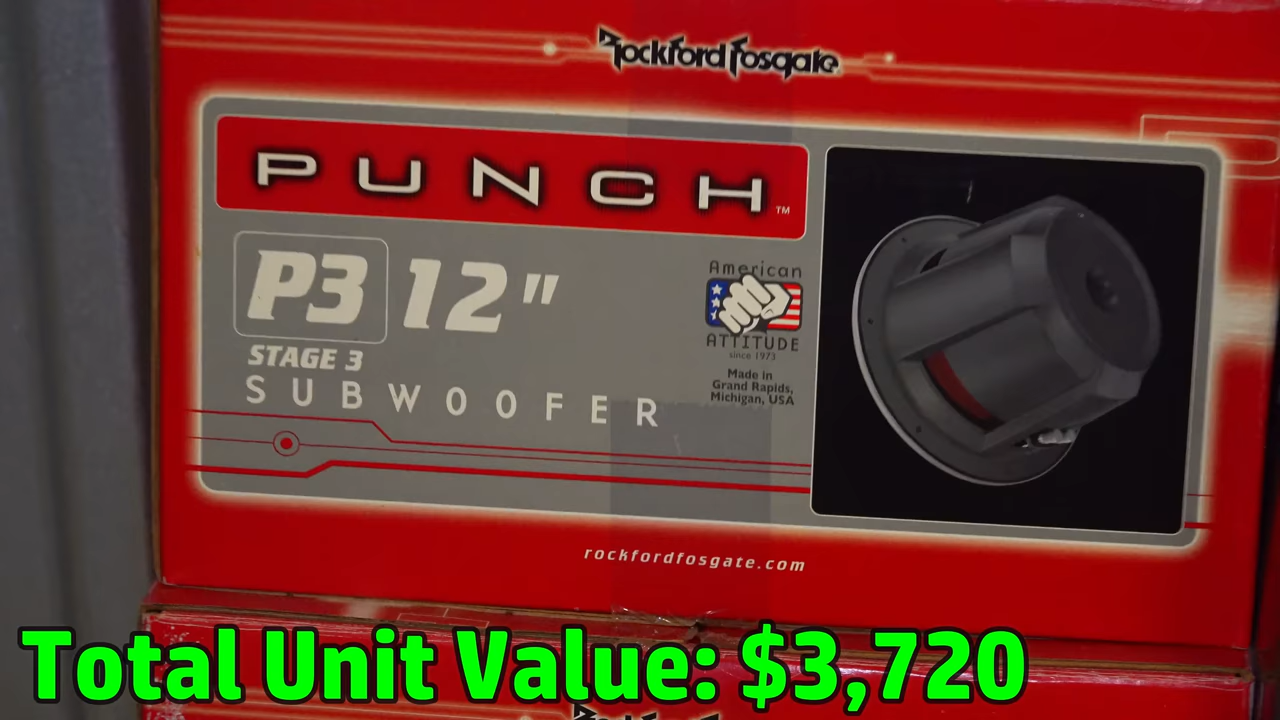 Rockford Fosgate
PUNCH™
P3 12"
STAGE 3
SUBWOOFER
American
ATTITUDE
since 1973
Made in
Grand Rapids,
Michigan, USA
rockfordfosgate.com
Total Unit Value: $3,720